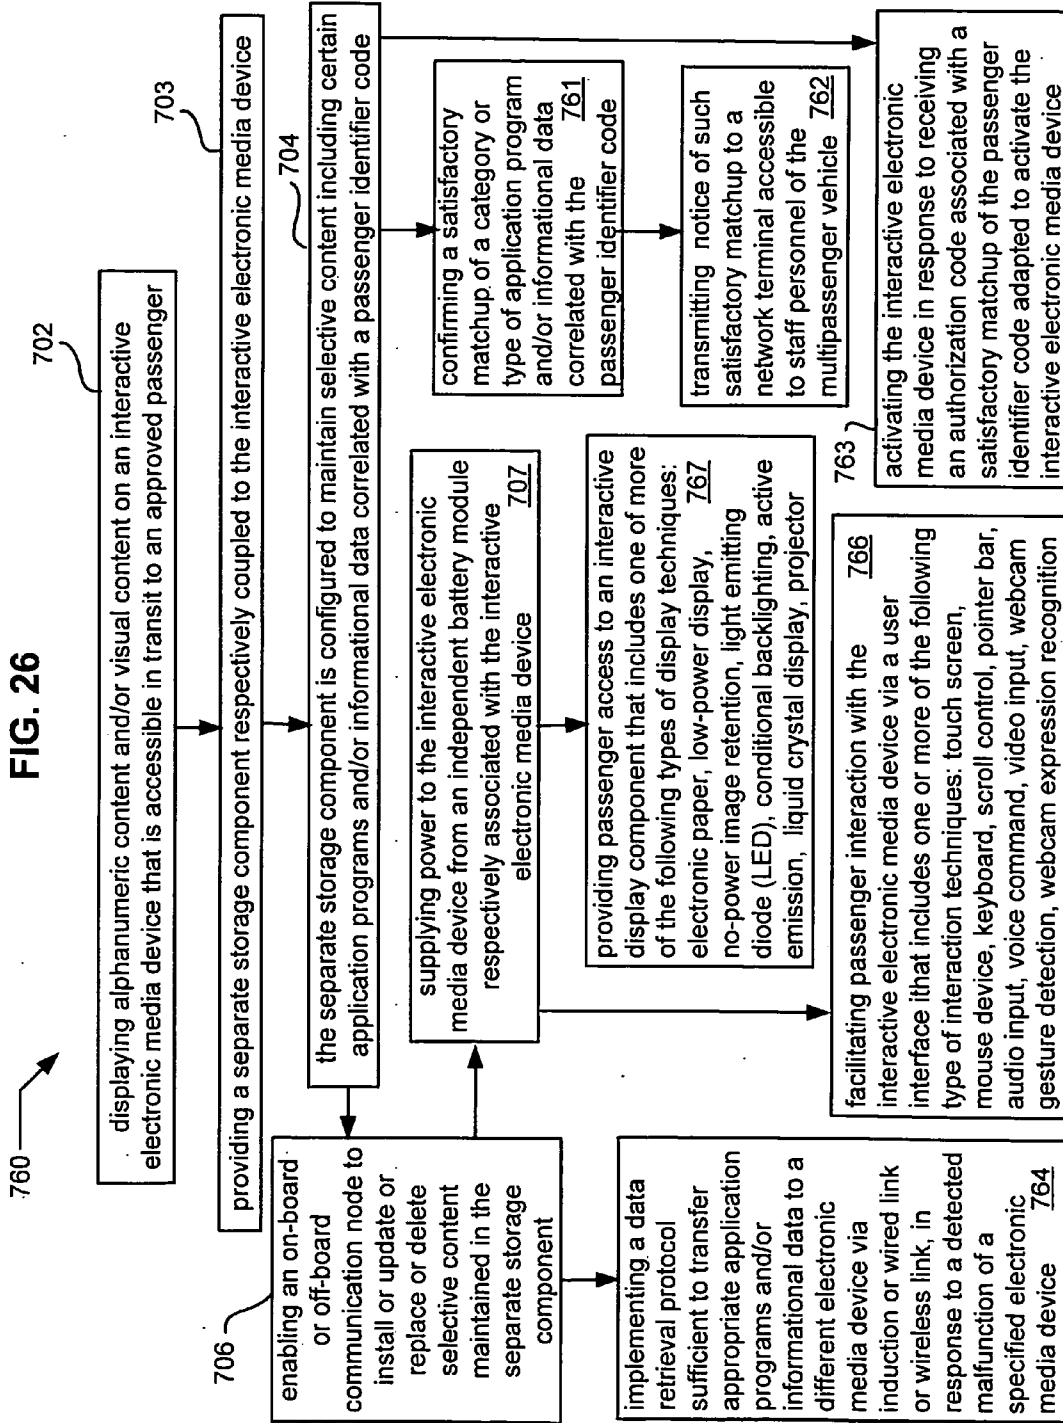 FIG. 26
760
702
displaying alphanumeric content and/or visual content on an interactive
electronic media device that is accessible in transit to an approved passenger
703
providing a separate storage component respectively coupled to the interactive electronic media device
704
the separate storage component is configured to maintain selective content including certain
application programs and/or informational data correlated with a passenger identifier code
706
enabling an on-board
or off-board
communication node to
install or update or
replace or delete
selective content
maintained in the
separate storage
component
supplying power to the interactive electronic
media device from an independent battery module
respectively associated with the interactive
electronic media device 707
confirming a satisfactory
matchup of a category or
type of application program
and/or informational data
correlated with the 761
passenger identifier code
transmitting notice of such
satisfactory matchup to a
network terminal accessible
to staff personnel of the
multipassenger vehicle 762
providing passenger access to an interactive
display component that includes one of more
of the following types of display techniques:
electronic paper, low-power display, 767
no-power image retention, light emitting
diode (LED), conditional backlighting, active
emission, liquid crystal display, projector
763
activating the interactive electronic
media device in response to receiving
an authorization code associated with a
satisfactory matchup of the passenger
identifier code adapted to activate the
interactive electronic media device
implementing a data
retrieval protocol
sufficient to transfer
appropriate application
programs and/or
informational data to a
different electronic
media device via
induction or wired link
or wireless link, in
response to a detected
malfunction of a
specified electronic
media device 764
facilitating passenger interaction with the
interactive electronic media device via a user 766
interface ithat includes one or more of the following
type of interaction techniques: touch screen,
mouse device, keyboard, scroll control, pointer bar,
audio input, voice command, video input, webcam
gesture detection, webcam expression recognition